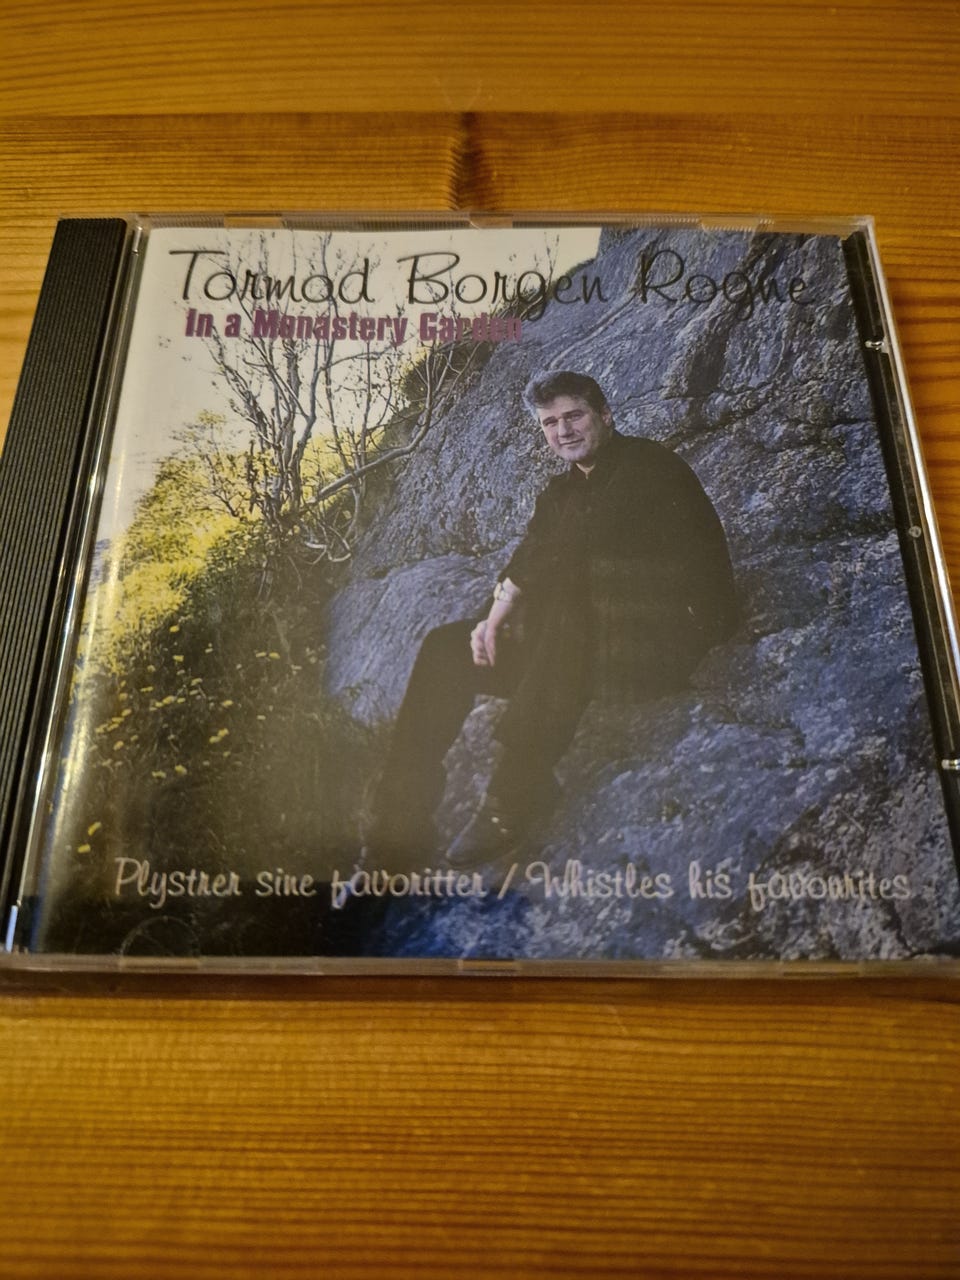 Tormod Borgen Rogne
In a Monastery Garden
Plystrer sine favoritter / Whistles his favourites